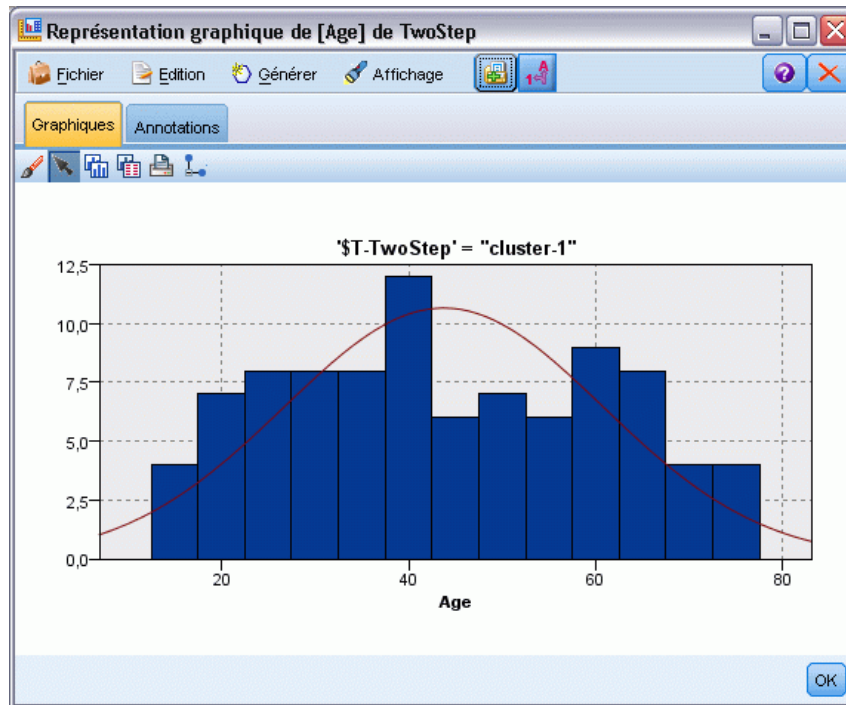 Représentation graphique de [Age] de TwoStep
Fichier Edition Générer Affichage
Graphiques Annotations
'$T-TwoStep' = "cluster-1"
12,5
10,0
7,5
5,0
2,5
0,0
20 40 60 80
Age
OK